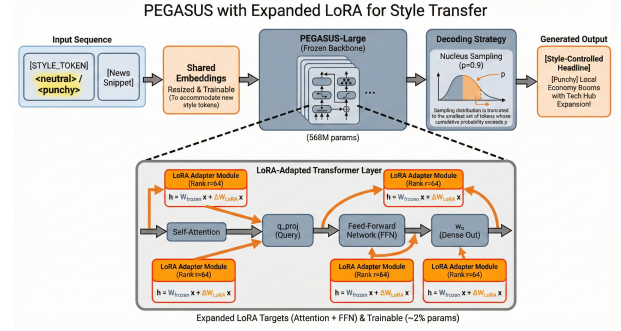 PEGASUS with Expanded LoRA for Style Transfer
Input Sequence
[STYLE_TOKEN]
<neutral> /
<punchy>
[News
Snippet]
Shared
Embeddings
Resized & Trainable
(To accommodate new
style tokens)
PEGASUS-Large
(Frozen Backbone)
...
(568M params)
Decoding Strategy
Nucleus Sampling
(p=0.9)
p
Sampling distribution is truncated
to the smallest set of tokens whose
cumulative probability exceeds p
Generated Output
[Style-Controlled
Headline]
[Punchy] Local
Economy Booms
with Tech Hub
Expansion!
LoRA-Adapted Transformer Layer
LoRA Adapter Module
(Rank r=64)
h = W_frozen x + ΔW_LoRA x
LoRA Adapter Module
(Rank r=64)
h = W_frozen x + ΔW_LoRA x
Self-Attention
q_proj
(Query)
Feed-Forward
Network (FFN)
w₀
(Dense Out)
LoRA Adapter Module
(Rank r=64)
h = W_frozen x + ΔW_LoRA x
LoRA Adapter Module
(Rank r=64)
h = W_frozen x + ΔW_LoRA x
LoRA Adapter Module
(Rank r=64)
h = W_frozen x + ΔW_LoRA x
Expanded LoRA Targets (Attention + FFN) & Trainable (~2% params)